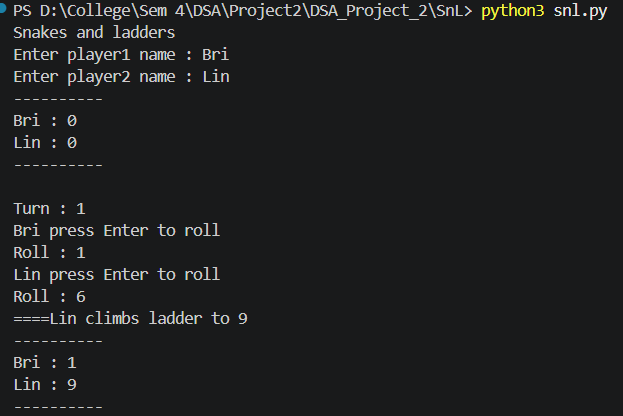 PS D:\College\Sem 4\DSA\Project2\DSA_Project_2\SnL> python3 snl.py
Snakes and ladders
Enter player1 name : Bri
Enter player2 name : Lin
----------
Bri : 0
Lin : 0
----------
Turn : 1
Bri press Enter to roll
Roll : 1
Lin press Enter to roll
Roll : 6
====Lin climbs ladder to 9
----------
Bri : 1
Lin : 9
----------